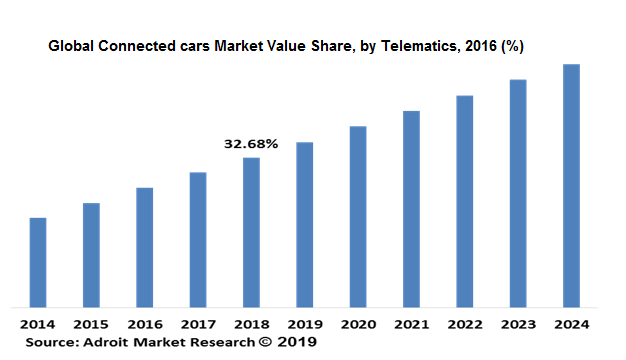 Global Connected cars Market Value Share, by Telematics, 2016 (%)
32.68%
2014 2015 2016 2017 2018 2019 2020 2021 2022 2023 2024
Source: Adroit Market Research © 2019